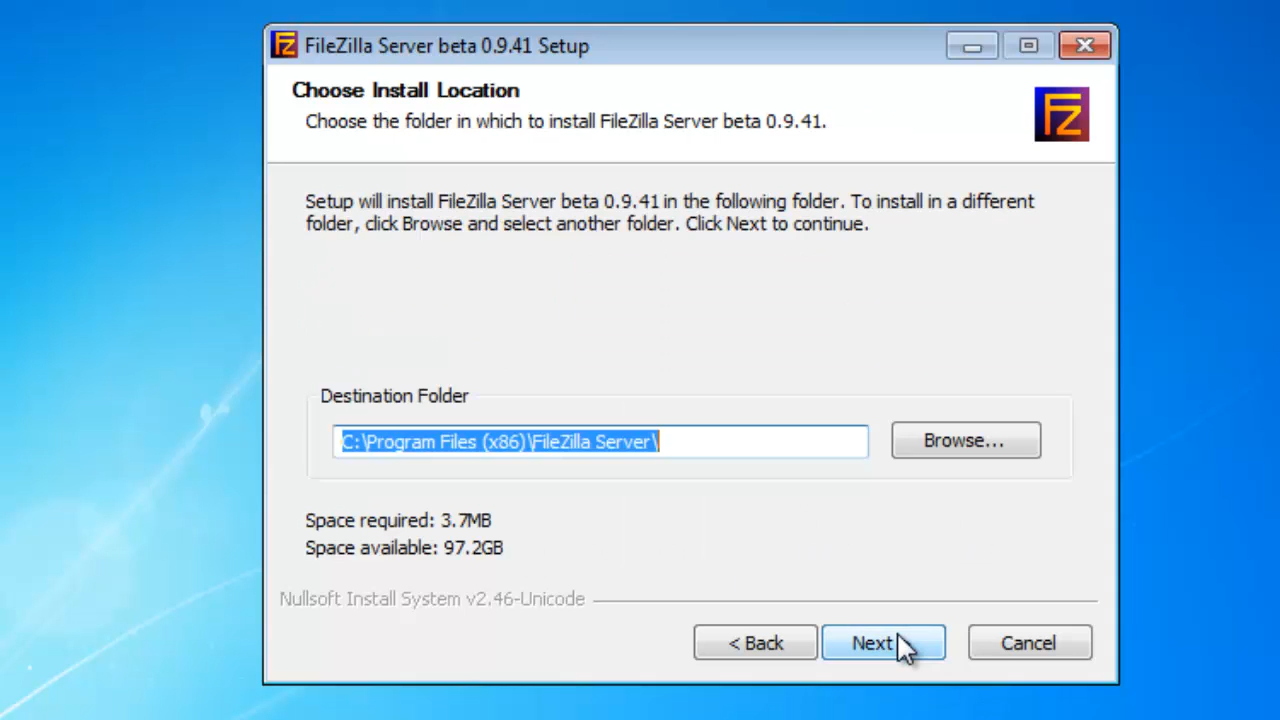 FileZilla Server beta 0.9.41 Setup
Choose Install Location
Choose the folder in which to install FileZilla Server beta 0.9.41.
FZ
Setup will install FileZilla Server beta 0.9.41 in the following folder. To install in a different
folder, click Browse and select another folder. Click Next to continue.
Destination Folder
C:\Program Files (x86)\FileZilla Server\
Browse...
Space required: 3.7MB
Space available: 97.2GB
Nullsoft Install System v2.46-Unicode
< Back
Next
Cancel